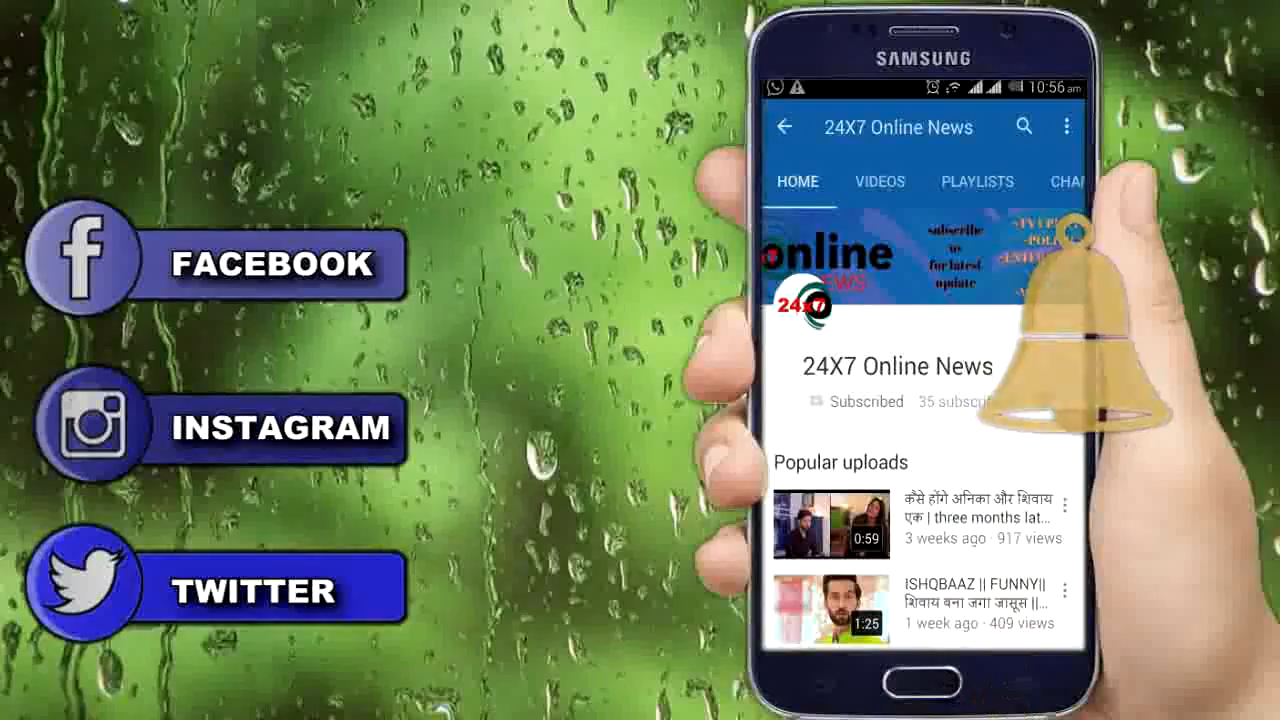 FACEBOOK
INSTAGRAM
TWITTER
SAMSUNG
10:56 am
24X7 Online News
HOME VIDEOS PLAYLISTS CHA
online
EWS
subscribe
us
for latest
update
24x7
24X7 Online News
Subscribed 35 subscri
Popular uploads
कैसे होंगे अनिका और शिवाय
एक | three months lat...
3 weeks ago · 917 views
0:59
ISHQBAAZ || FUNNY||
शिवाय बना जगा जासूस ||...
1 week ago · 409 views
1:25